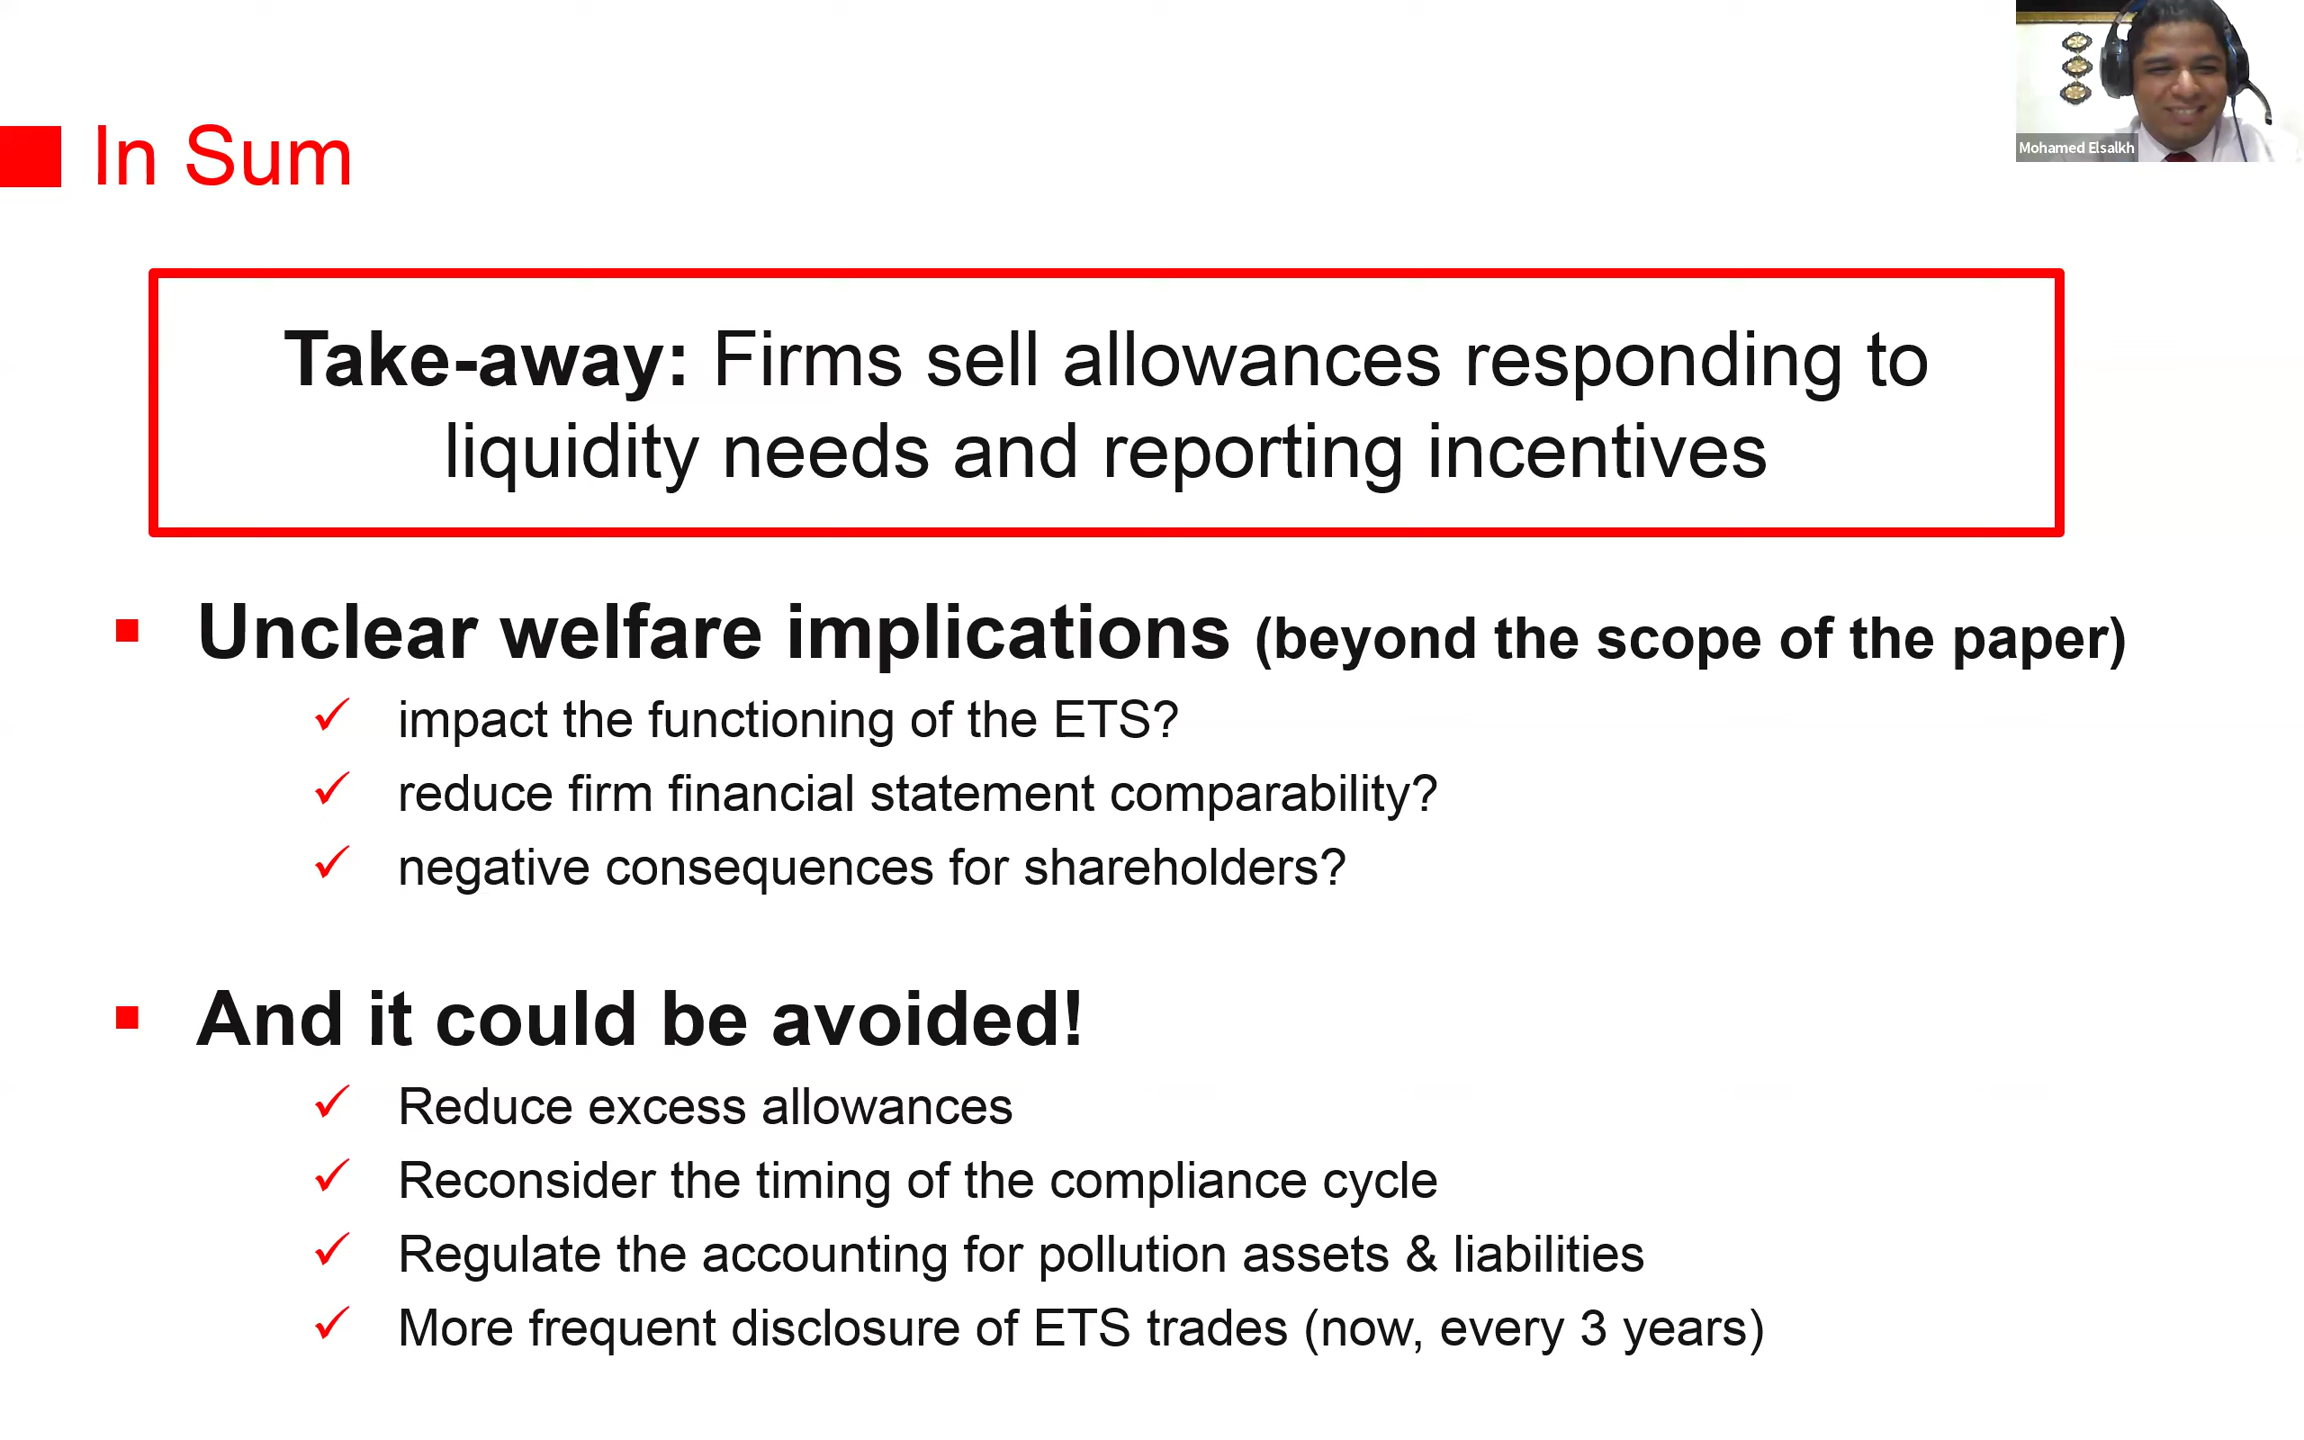 Mohamed Elsalkh
In Sum
Take-away: Firms sell allowances responding to
liquidity needs and reporting incentives
Unclear welfare implications (beyond the scope of the paper)
impact the functioning of the ETS?
reduce firm financial statement comparability?
negative consequences for shareholders?
And it could be avoided!
Reduce excess allowances
Reconsider the timing of the compliance cycle
Regulate the accounting for pollution assets & liabilities
More frequent disclosure of ETS trades (now, every 3 years)